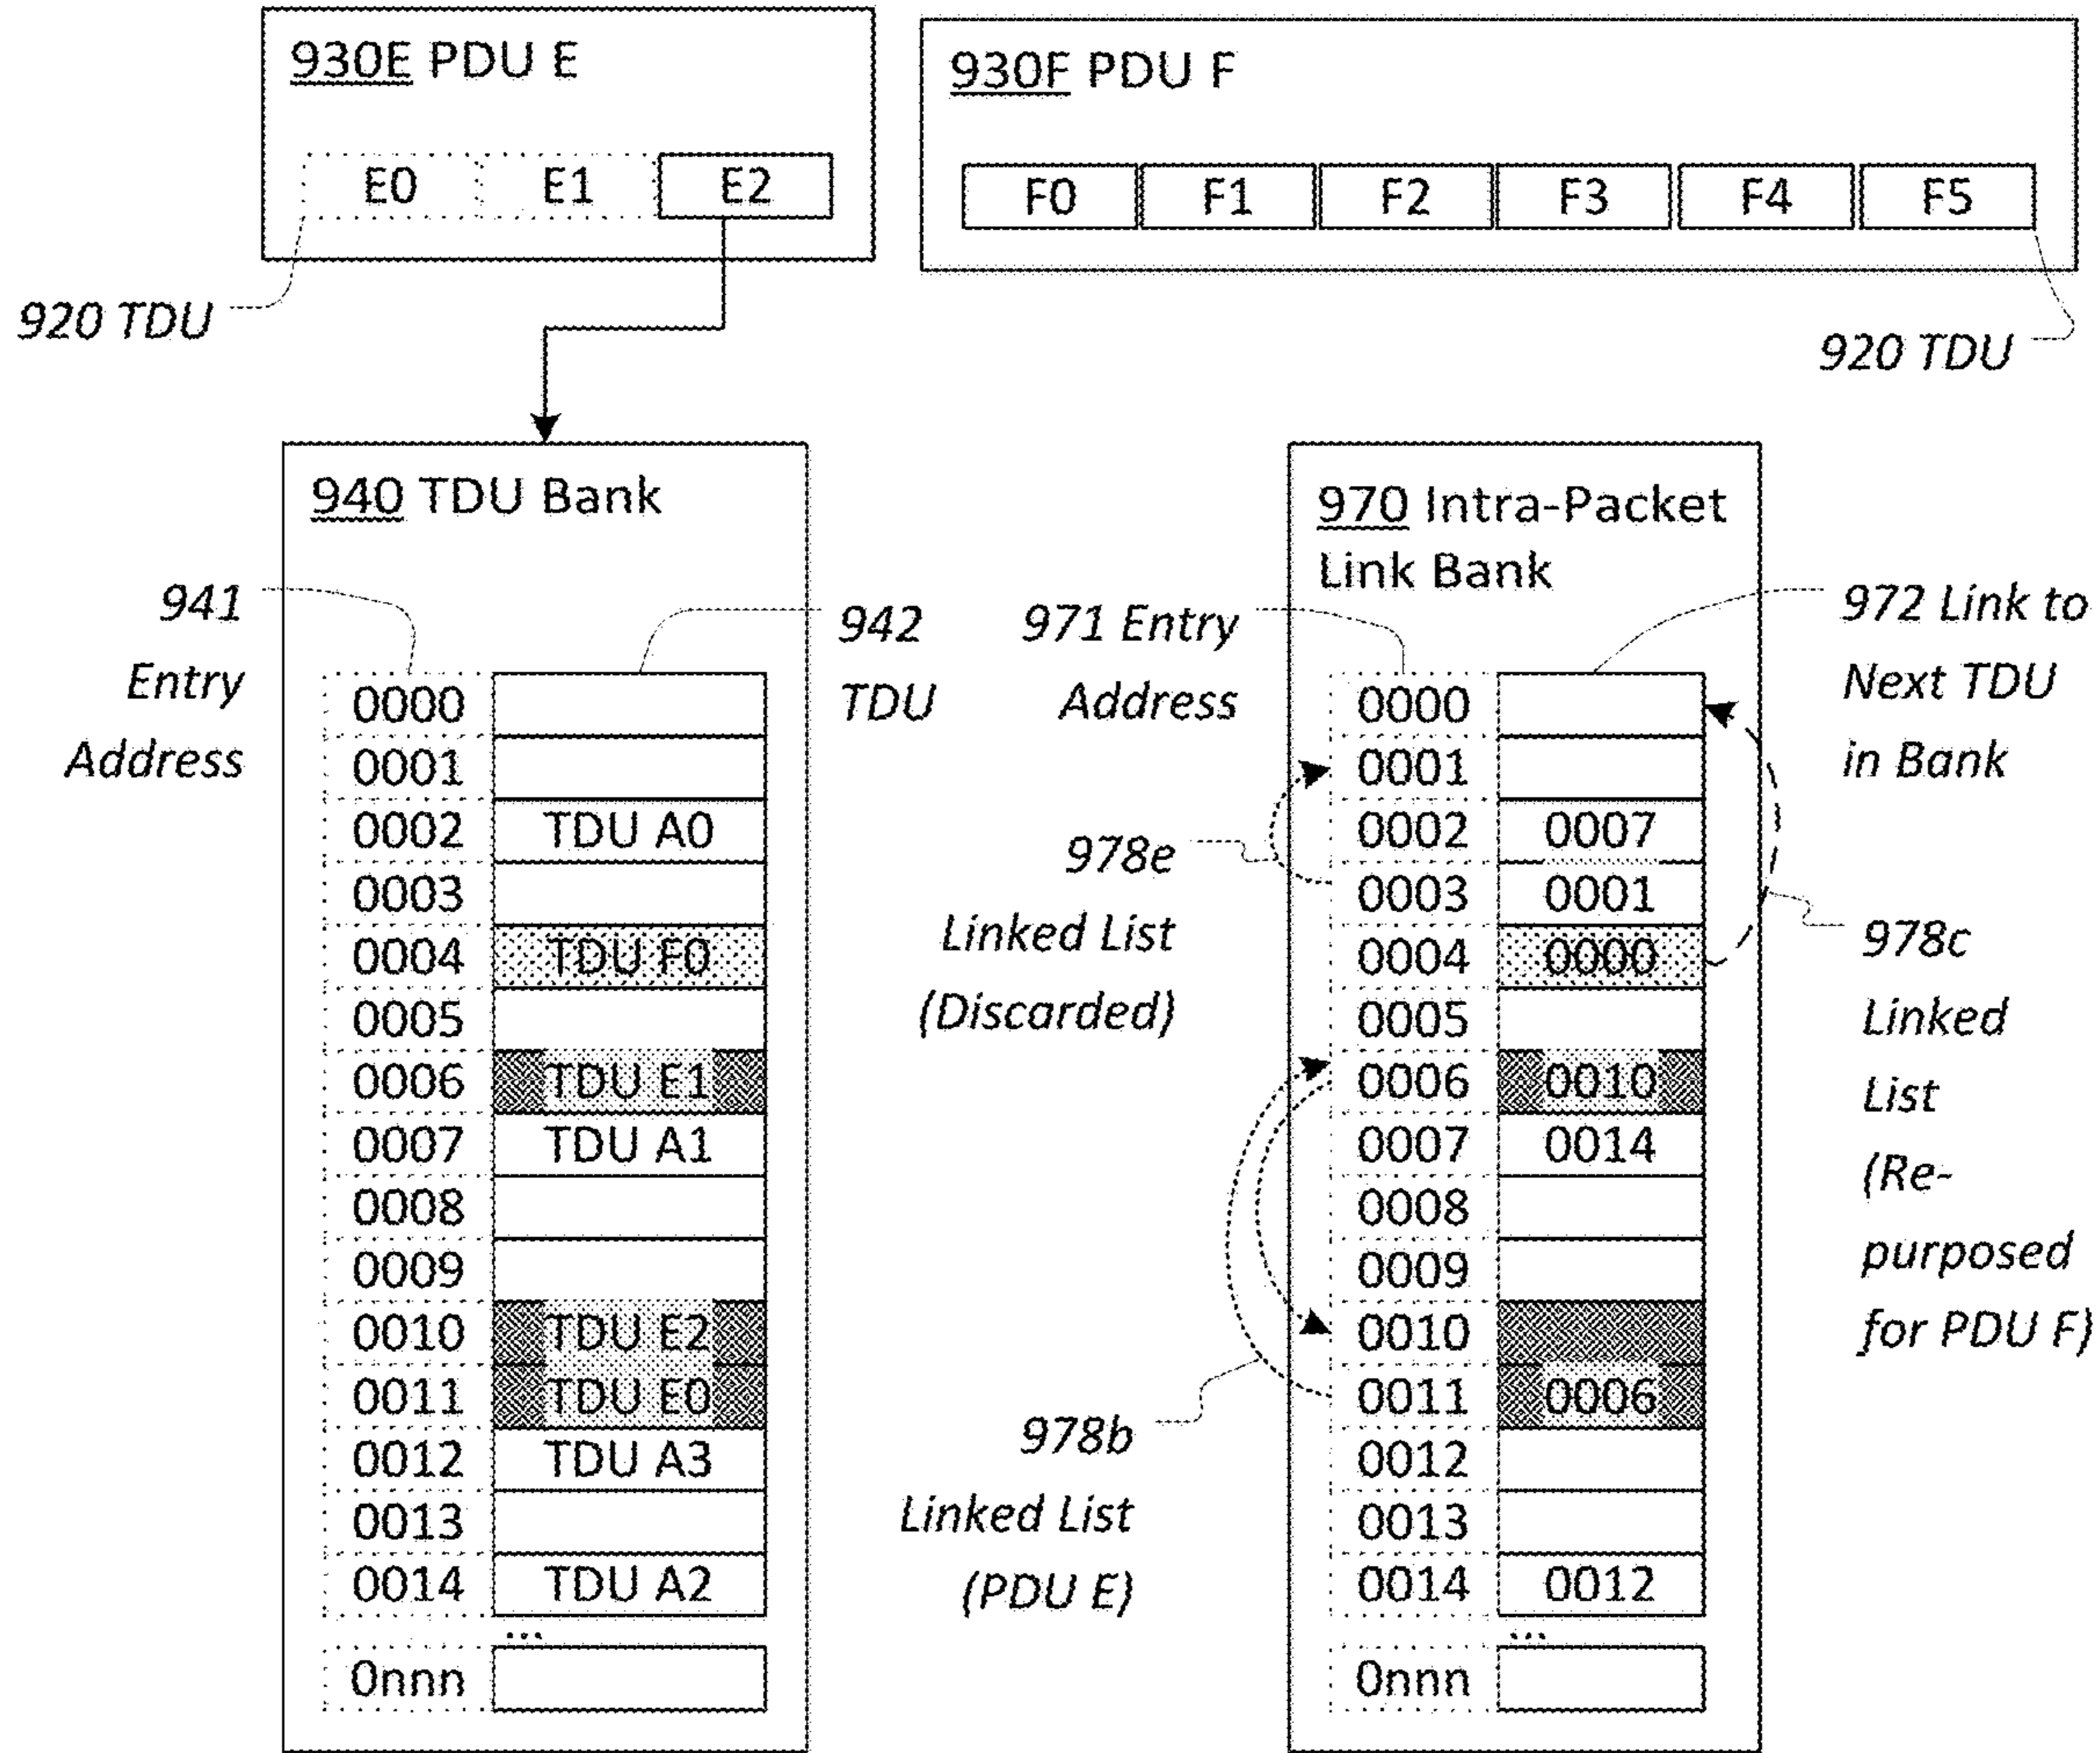 930E PDU E
E0 E1 E2
930F PDU F
F0 F1 F2 F3 F4 F5
920 TDU
920 TDU
940 TDU Bank
941
Entry
Address
942
TDU
0000
0001
0002 TDU A0
0003
0004 TDU F0
0005
0006 TDU E1
0007 TDU A1
0008
0009
0010 TDU E2
0011 TDU E0
0012 TDU A3
0013
0014 TDU A2
...
0nnn
970 Intra-Packet
Link Bank
971 Entry
Address
972 Link to
Next TDU
in Bank
0000
0001
0002 0007
0003 0001
0004 0000
0005
0006 0010
0007 0014
0008
0009
0010
0011 0006
0012
0013
0014 0012
...
0nnn
978e
Linked List
(Discarded)
978b
Linked List
(PDU E)
978c
Linked
List
(Re-
purposed
for PDU F)